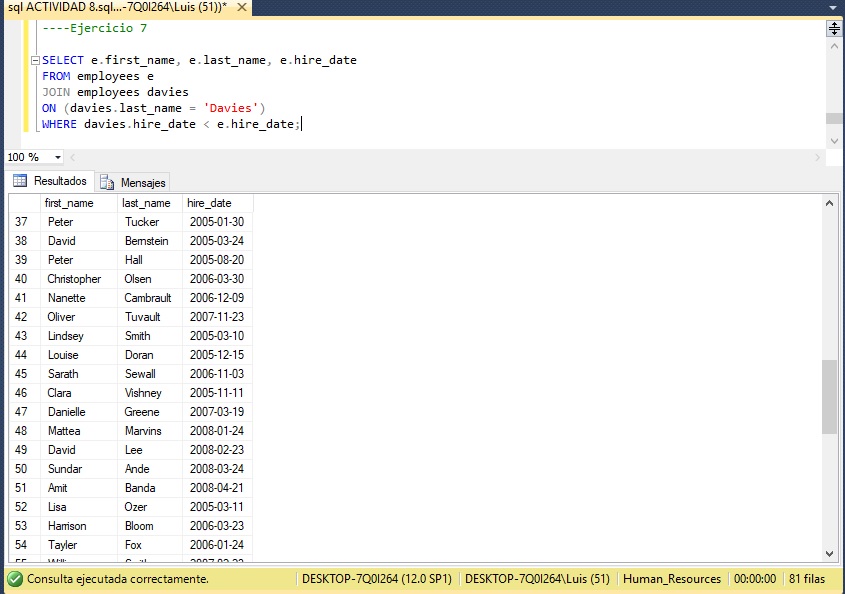 sql ACTIVIDAD 8.sql...-7Q0I264\Luis (51))*
----Ejercicio 7
SELECT e.first_name, e.last_name, e.hire_date
FROM employees e
JOIN employees davies
ON (davies.last_name = 'Davies')
WHERE davies.hire_date < e.hire_date;
100 %
Resultados Mensajes
first_name last_name hire_date
37 Peter Tucker 2005-01-30
38 David Bernstein 2005-03-24
39 Peter Hall 2005-08-20
40 Christopher Olsen 2006-03-30
41 Nanette Cambrault 2006-12-09
42 Oliver Tuvault 2007-11-23
43 Lindsey Smith 2005-03-10
44 Louise Doran 2005-12-15
45 Sarath Sewall 2006-11-03
46 Clara Vishney 2005-11-11
47 Danielle Greene 2007-03-19
48 Mattea Marvins 2008-01-24
49 David Lee 2008-02-23
50 Sundar Ande 2008-03-24
51 Amit Banda 2008-04-21
52 Lisa Ozer 2005-03-11
53 Harrison Bloom 2006-03-23
54 Tayler Fox 2006-01-24
Consulta ejecutada correctamente. DESKTOP-7Q0I264 (12.0 SP1) DESKTOP-7Q0I264\Luis (51) Human_Resources 00:00:00 81 filas